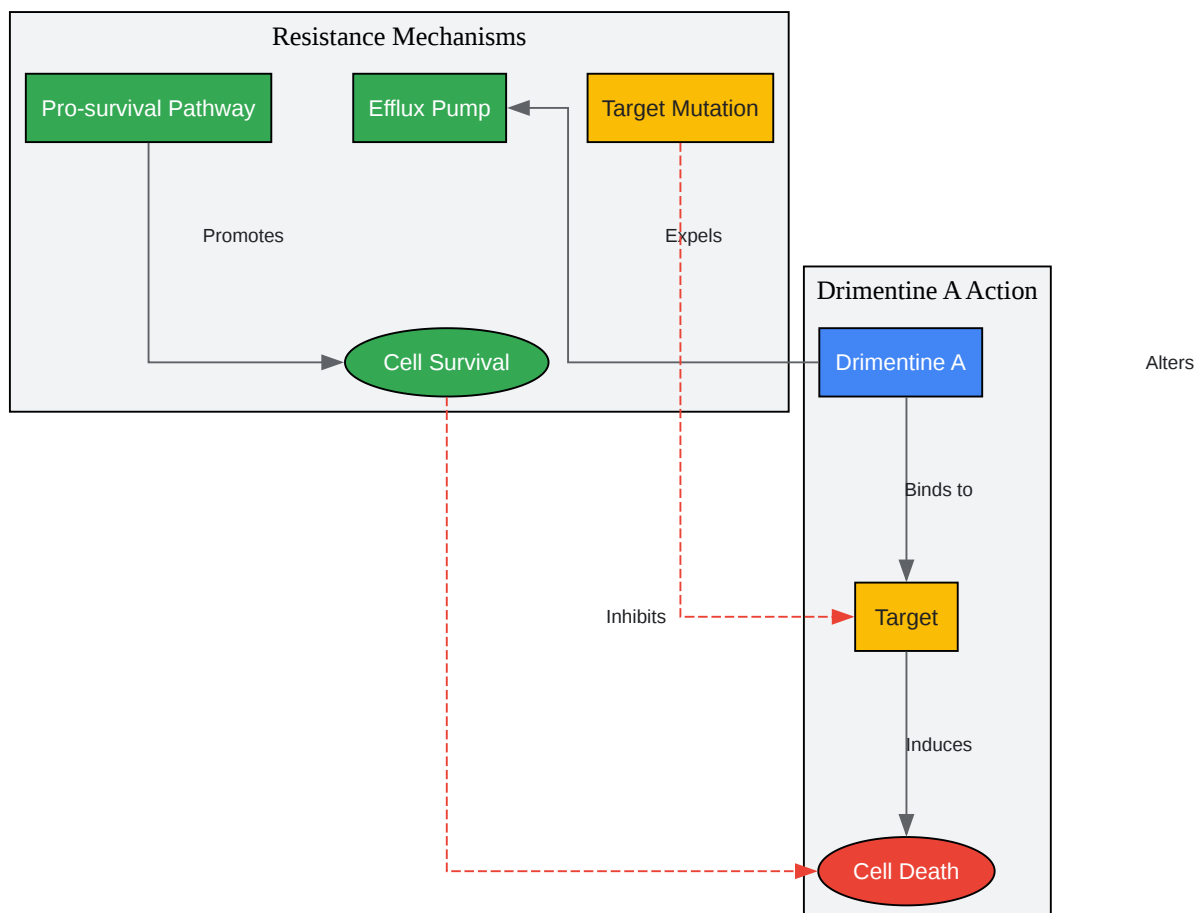 Resistance Mechanisms
Pro-survival Pathway
Efflux Pump
Target Mutation
Promotes
Expels
Drimentine A Action
Cell Survival
Drimentine A
Alters
Binds to
Inhibits
Target
Induces
Cell Death